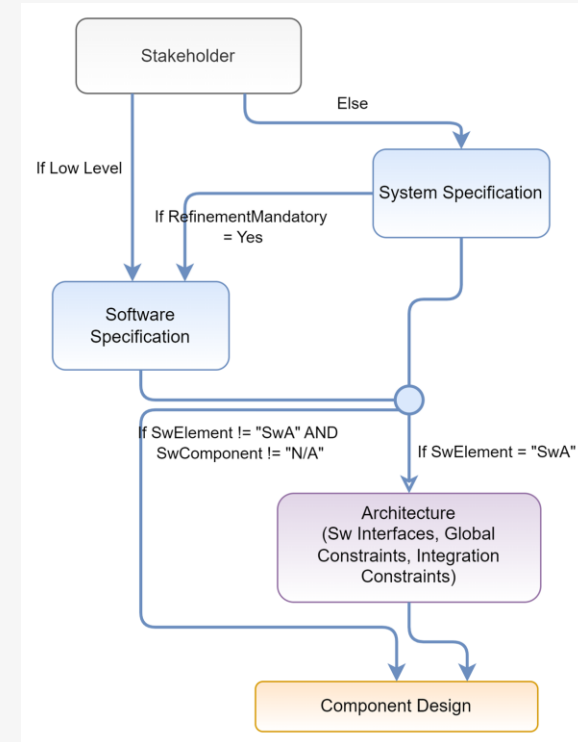 Stakeholder
Else
If Low Level
System Specification
If RefinementMandatory
= Yes
Software
Specification
If SwElement != "SwA" AND
SwComponent != "N/A"
If SwElement = "SwA"
Architecture
(Sw Interfaces, Global
Constraints, Integration
Constraints)
Component Design